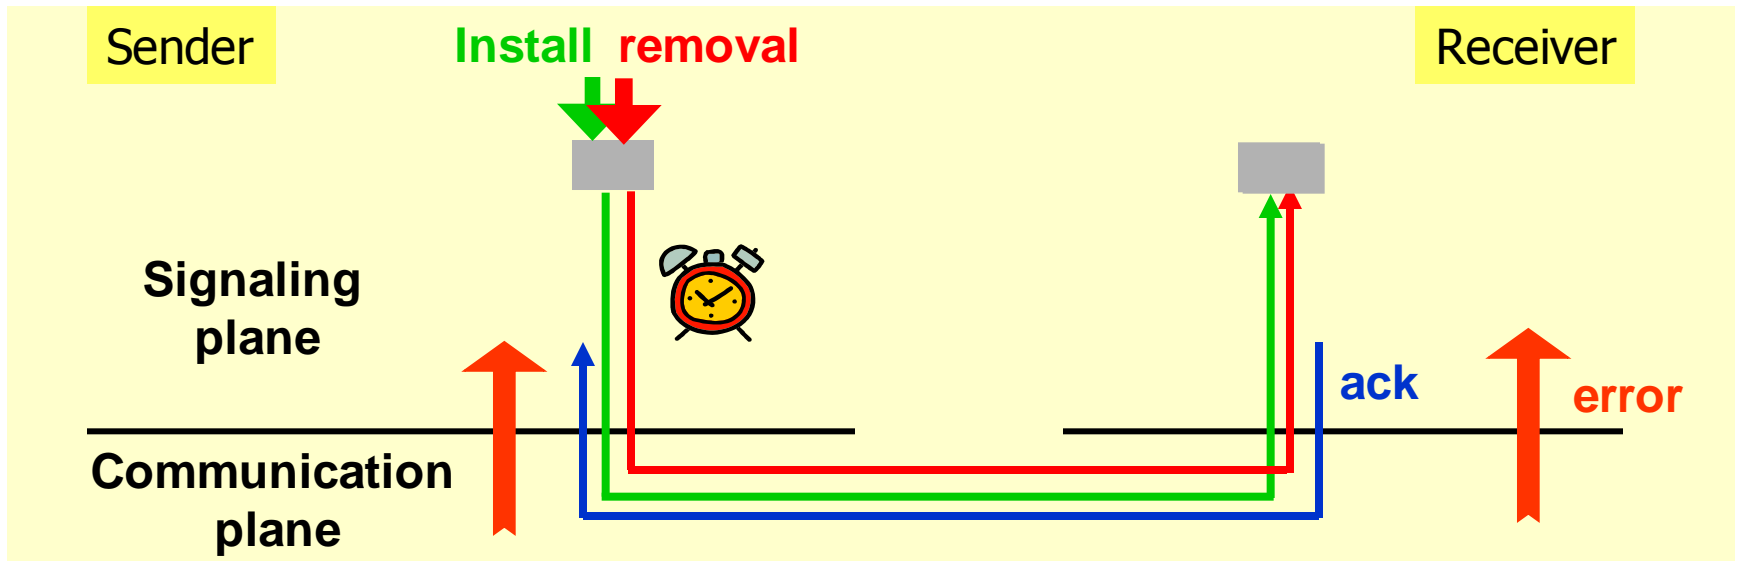 Sender
Install removal
Receiver
Signaling
plane
ack
error
Communication
plane